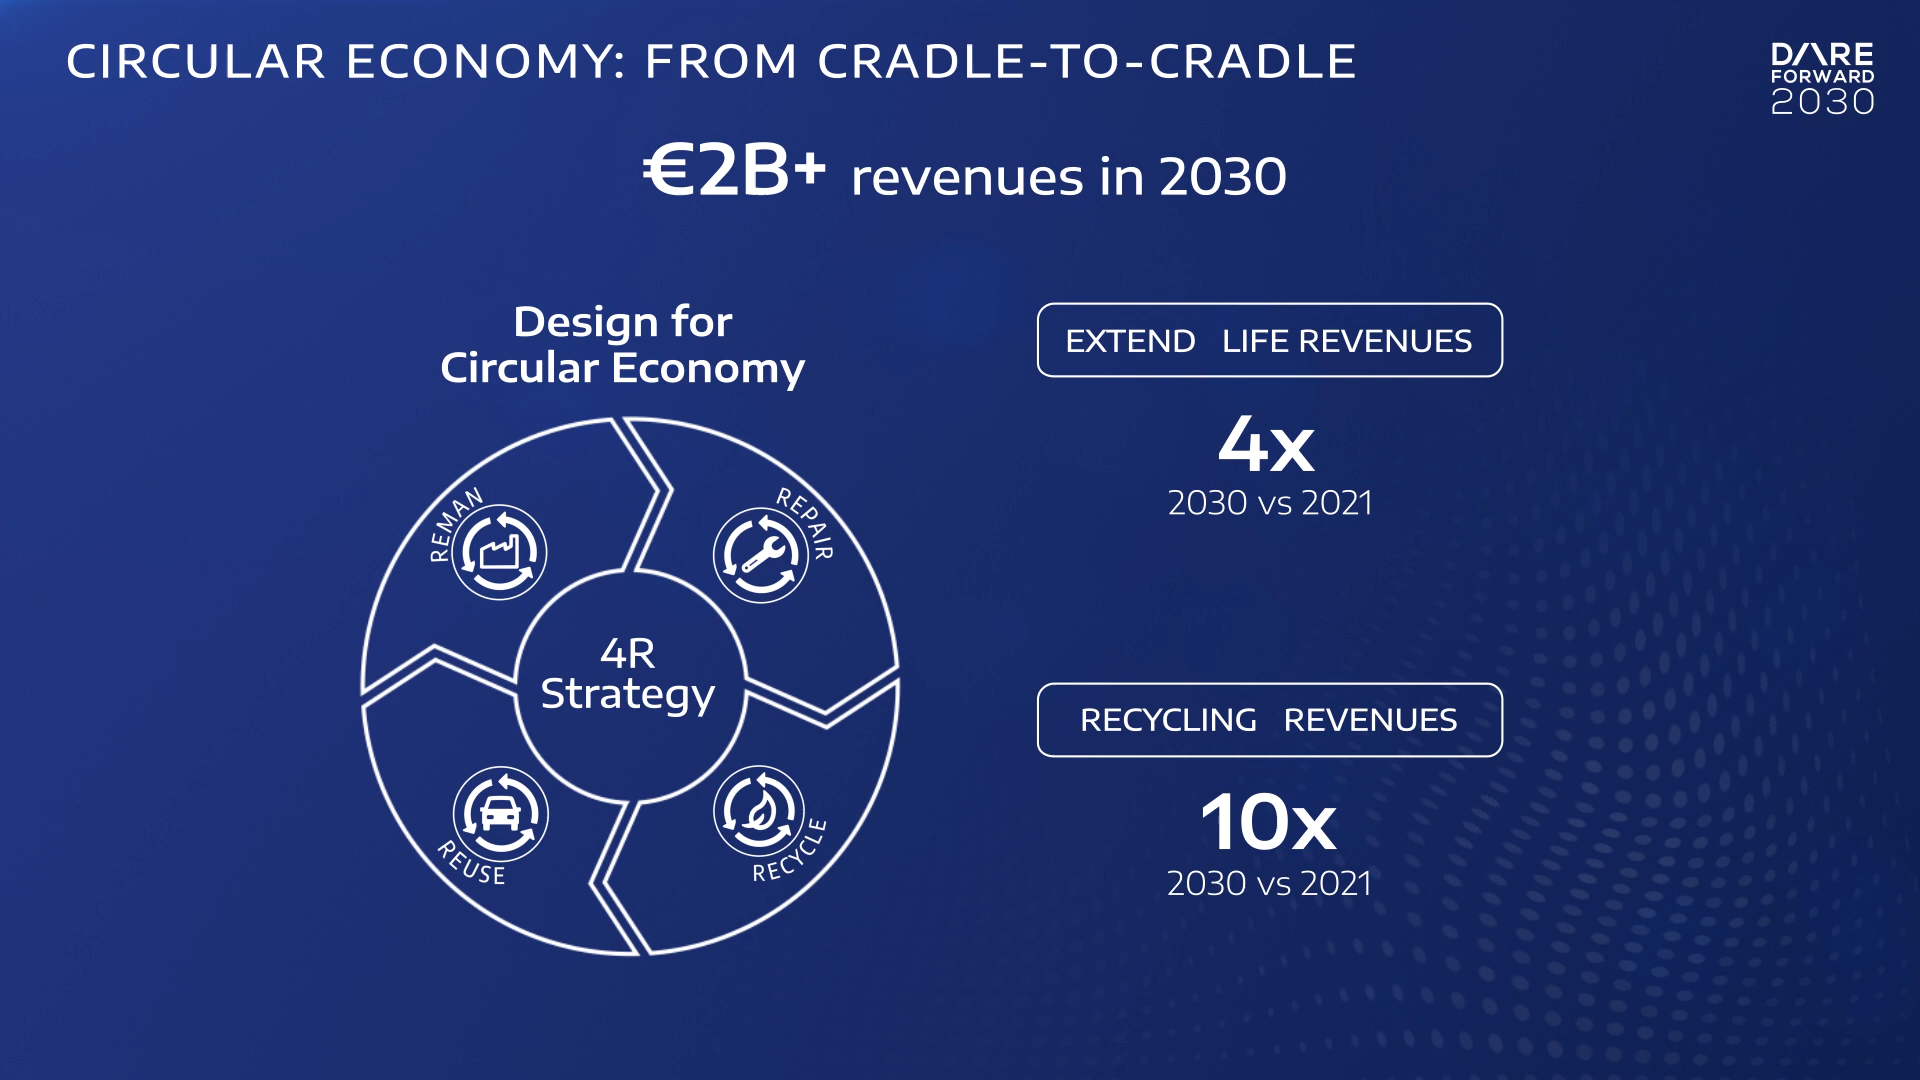 CIRCULAR ECONOMY: FROM CRADLE-TO-CRADLE
DARE
FORWARD
2030
€2B+ revenues in 2030
Design for
Circular Economy
REMAN
REPAIR
4R
Strategy
REUSE
RECYCLE
EXTEND LIFE REVENUES
4x
2030 vs 2021
RECYCLING REVENUES
10x
2030 vs 2021